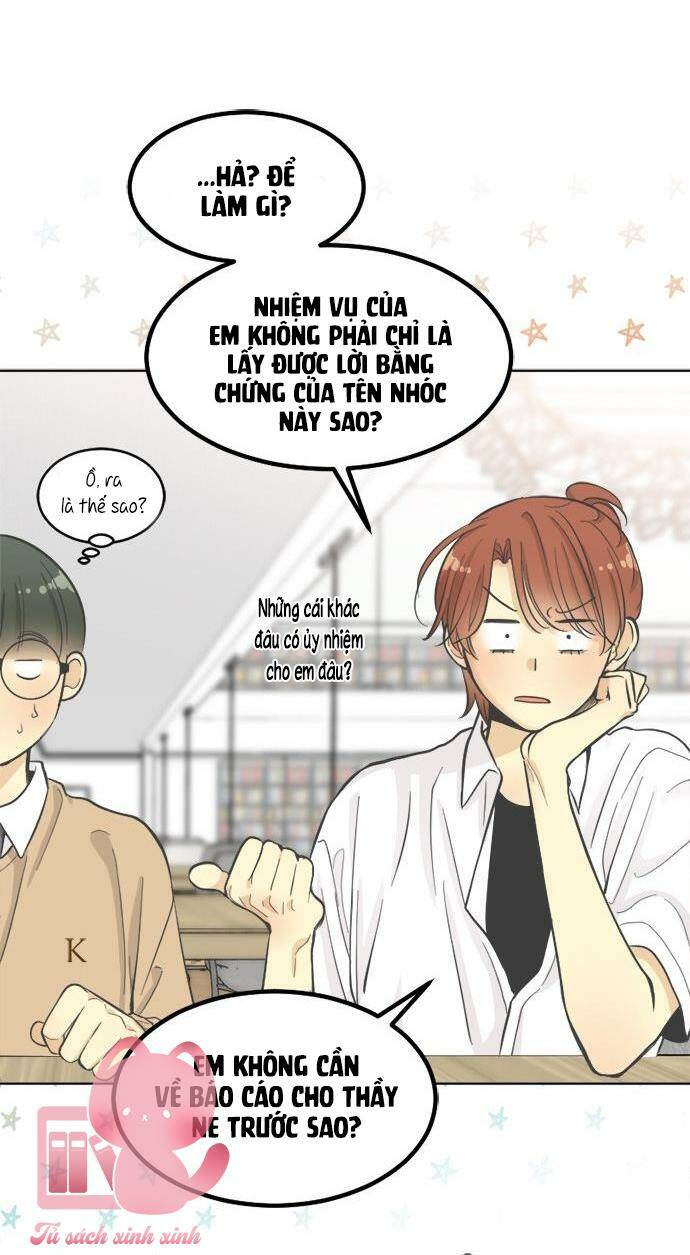 ...HẢ? ĐỂ
LÀM GÌ?
NHIỆM VỤ CỦA
EM KHÔNG PHẢI CHỈ LÀ
LẤY ĐƯỢC LỜI BẰNG
CHỨNG CỦA TÊN NHÓC
NÀY SAO?
Ồ, ra
là thế sao?
Những cái khác
đâu có ủy nhiệm
cho em đâu?
K
EM KHÔNG CẦN
VỀ BÁO CÁO CHO THẦY
NE TRƯỚC SAO?
Tủ sách xinh xinh